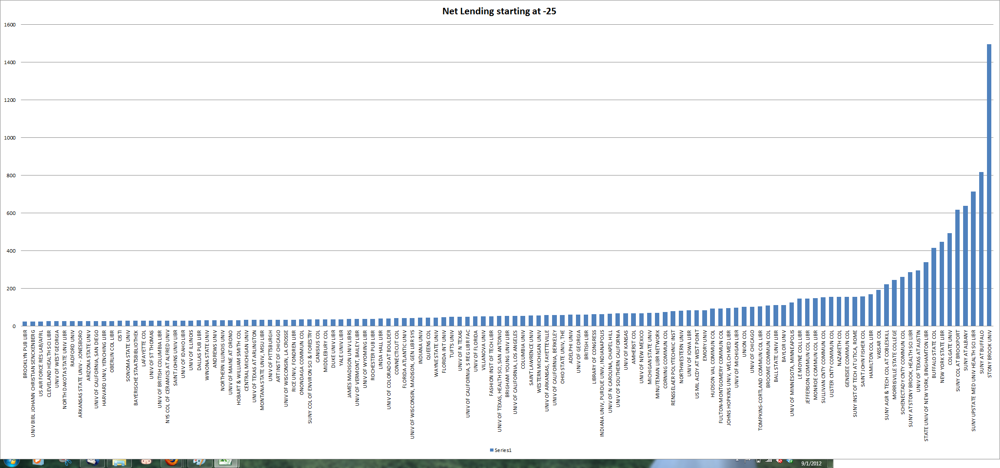 Net Lending starting at -25
1600
1400
1200
1000
800
600
400
200
0
BROOKLYN PUB LIBR
UNIV BIBL JOHANN CHRISTIAN SENCKENBERG
US AIR FORCE RES LAB/AFRL
CLEVELAND HEALTH SCI LIBR
UNIV OF WEST GEORGIA
NORTH DAKOTA STATE UNIV LIBR
RADFORD UNIV
ARKANSAS STATE UNIV - JONESBORO
ARIZONA STATE UNIV
UNIV OF CALIFORNIA, SAN DIEGO
HARVARD UNIV, YENCHING LIBR
OBERLIN COL LIBR
CISTI
SONOMA STATE UNIV
BAYERISCHE STAATSBIBLIOTHEK
LAFAYETTE COL
UNIV OF ST THOMAS
UNIV OF BRITISH COLUMBIA LIBR
NYS COL OF CERAMICS AT ALFRED UNIV
SAINT JOHNS UNIV LIBR
UNIV OF IDAHO LIBR
UNIV OF ILLINOIS
DALLAS PUB LIBR
WINONA STATE UNIV
ANDREWS UNIV
NORTHERN ILLINOIS UNIV
UNIV OF MAINE AT ORONO
HOBART & WILLIAM SMITH COL
CENTRAL MICHIGAN UNIV
UNIV OF TEXAS AT ARLINGTON
MONTANA STATE UNIV, MSU LIBR
UNIV OF PITTSBURGH
ART INST OF CHICAGO
UNIV OF WISCONSIN, LA CROSSE
RICE UNIV, FONDREN LIBR
ONONDAGA COMMUN COL
SUNY COL OF ENVIRON SCI & FORESTRY
CANISIUS COL
MIDDLEBURY COL
DUKE UNIV LIBR
YALE UNIV LIBR
JAMES MADISON UNIV LIBRS
UNIV OF VERMONT, BAILEY LIBR
UNIV OF WYOMING LIBR
ROCHESTER PUB LIBR
LINDA HALL LIBR
UNIV OF COLORADO AT BOULDER
CONNECTICUT COL
FLORIDA ATLANTIC UNIV
UNIV OF WISCONSIN, MADISON, GEN LIBR SYS
INDIANA UNIV
QUEENS COL
WAYNE STATE UNIV
FLORIDA INT UNIV
TUFTS UNIV
UNIV OF N TEXAS
UNIV OF CALIFORNIA, S REG LIBR FAC
UNIV OF FLORIDA
VILLANOVA UNIV
FASHION INST OF TECH LIBR
UNIV OF TEXAS, HEALTH SCI, SAN ANTONIO
BRIGHAM YOUNG UNIV LIBR
UNIV OF CALIFORNIA, LOS ANGELES
COLUMBIA UNIV
SAINT LAWRENCE UNIV
WESTERN MICHIGAN UNIV
UNIV OF ARKANSAS, FAYETTEVILLE
UNIV OF CALIFORNIA, BERKELEY
OHIO STATE UNIV, THE
ADELPHI UNIV
UNIV OF GEORGIA
BRITISH LIBR
LIBRARY OF CONGRESS
INDIANA UNIV, PURDUE UNIV, INDIANAPOLIS
UNIV OF N CAROLINA, CHAPEL HILL
UNIV OF SOUTHERN CALIFORNIA
UNIV OF KANSAS
AMHERST COL
UNIV OF NEW MEXICO
MICHIGAN STATE UNIV
MINUTEMAN LIBR NETWORK
CORNING COMMUN COL
RENSSELAER POLYTECHNIC INST
NORTHWESTERN UNIV
UNIV OF IOWA LIBR
US MIL ACDY AT WEST POINT
EMORY UNIV
HUDSON VAL COMMUN COL
FULTON-MONTGOMERY COMMUN COL
JOHNS HOPKINS UNIV, WELCH MED LIBR
UNIV OF MICHIGAN LIBR
UNION COL
UNIV OF CHICAGO
TOMPKINS-CORTLAND COMMUN COL LIBR
BROOME COMMUN COL
BALL STATE UNIV LIBR
BAYLOR UNIV
UNIV OF MINNESOTA, MINNEAPOLIS
LE MOYNE COLL LIBR
JEFFERSON COMMUN COL LIBR
MONROE COMMUN COL LIBR
SULLIVAN CNTY COMMUN COL
ULSTER CNTY COMMUN COL
NAZARETH COL
GENESEE COMMUN COL
SUNY INST OF TECH AT UTICA, ROME
SAINT JOHN FISHER COL
HAMILTON COL LIBR
VASSAR COL
SUNY AGR & TECH COL AT COBLESKILL
MORRISVILLE STATE COLLEGE
SCHENECTADY CNTY COMMUN COL
SUNY AT STONY BROOK, HEALTH SCI LIBR
UNIV OF TEXAS AT AUSTIN
STATE UNIV OF NEW YORK, BINGHAMTON LIBR
BUFFALO STATE COL
NEW YORK STATE LIBR
COLGATE UNIV
SUNY COL AT BROCKPORT
SUNY AT ALBANY
SUNY UPSTATE MED UNIV HEALTH SCI LIBR
SUNY AT BUFFALO
STONY BROOK UNIV
Series1
9/1/2012